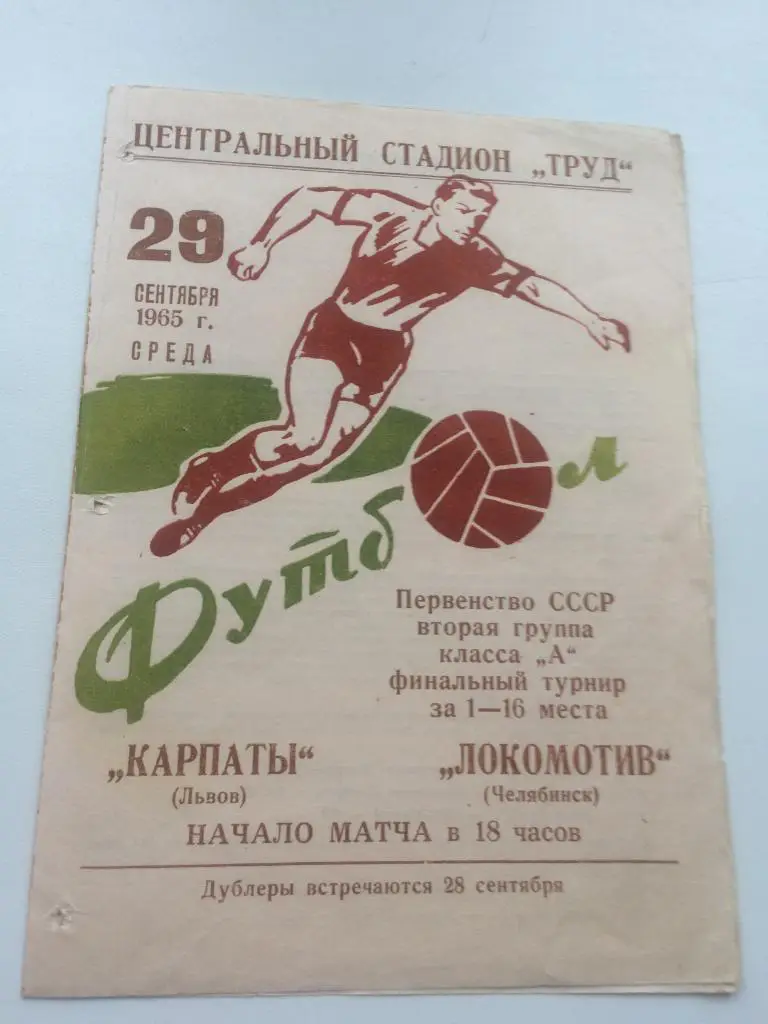 ЦЕНТРАЛЬНЫЙ СТАДИОН „ТРУД“
29
СЕНТЯБРЯ
1965 г.
СРЕДА
Футбол
Первенство СССР
вторая группа
класса „А“
финальный турнир
за 1—16 места
„КАРПАТЫ“ „ЛОКОМОТИВ“
(Львов) (Челябинск)
НАЧАЛО МАТЧА в 18 часов
Дублеры встречаются 28 сентября